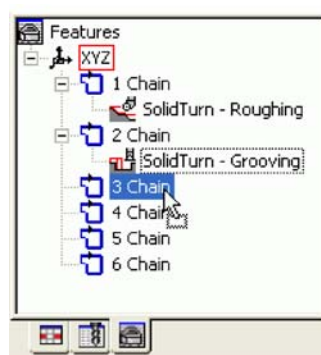 Features
XYZ
1 Chain
SolidTurn - Roughing
2 Chain
SolidTurn - Grooving
3 Chain
4 Chain
5 Chain
6 Chain